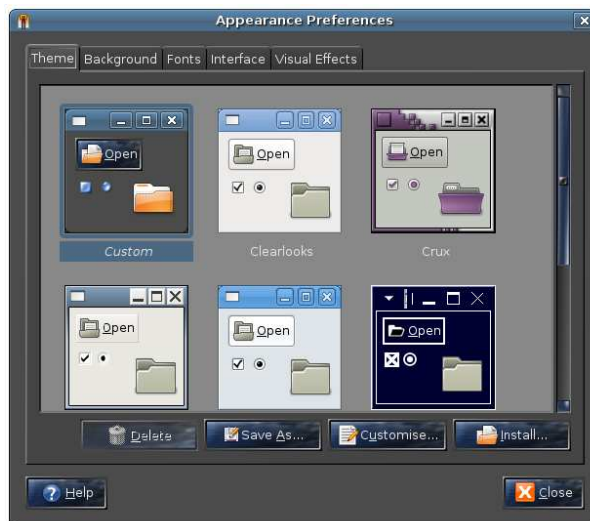 Appearance Preferences
Theme Background Fonts Interface Visual Effects
Open Open Open
Custom Clearlooks Crux
Open Open Open
Delete Save As... Customise... Install...
Help Close